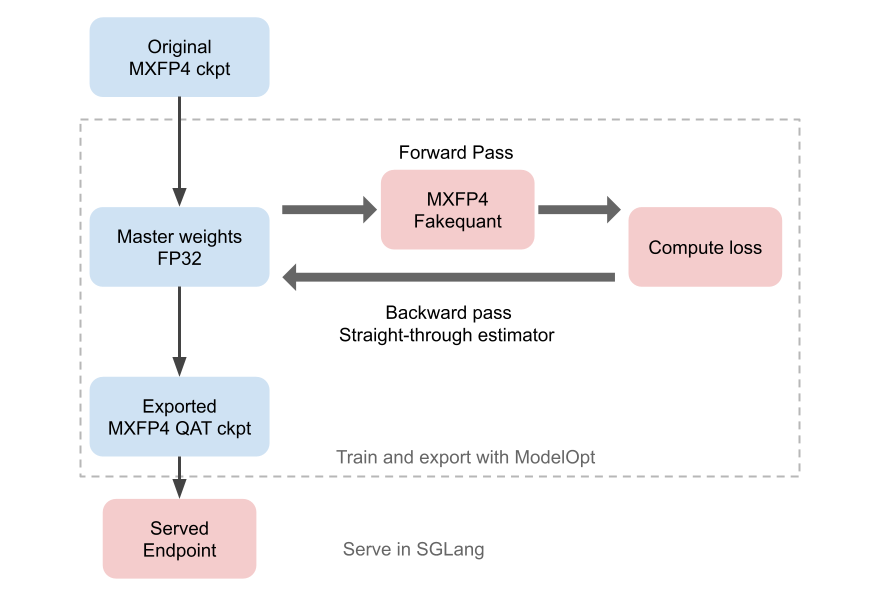 Original
MXFP4 ckpt
Forward Pass
MXFP4
Fakequant
Master weights
FP32
Compute loss
Backward pass
Straight-through estimator
Exported
MXFP4 QAT ckpt
Train and export with ModelOpt
Served
Endpoint
Serve in SGLang